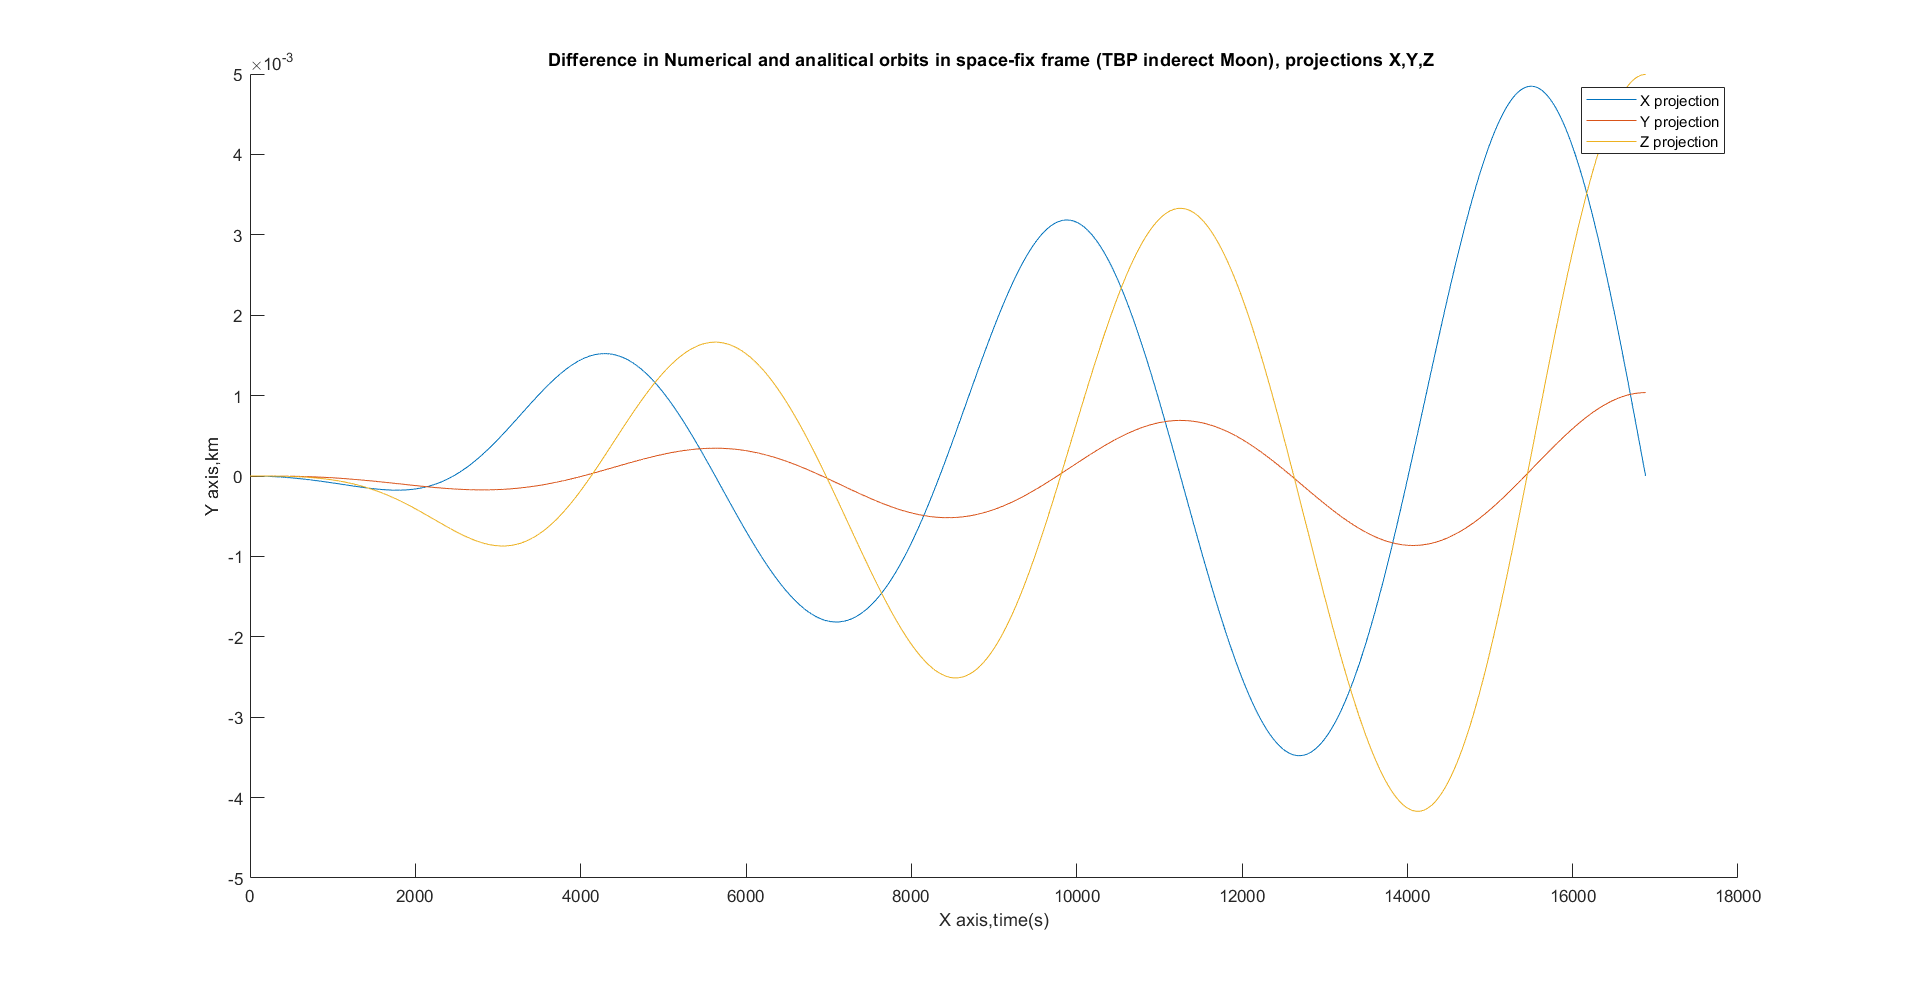 Difference in Numerical and analitical orbits in space-fix frame (TBP inderect Moon), projections X,Y,Z
×10-3
5
4
3
2
1
0
-1
-2
-3
-4
-5
Y axis,km
X projection
Y projection
Z projection
0 2000 4000 6000 8000 10000 12000 14000 16000 18000
X axis,time(s)